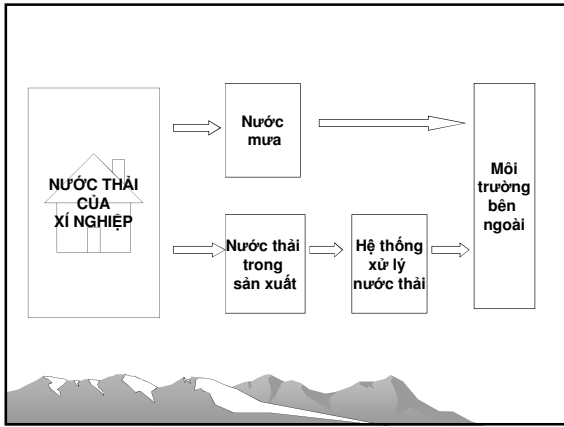 NƯỚC THẢI
CỦA
XÍ NGHIỆP
Nước
mưa
Nước thải
trong
sản xuất
Hệ thống
xử lý
nước thải
Môi
trường
bên
ngoài